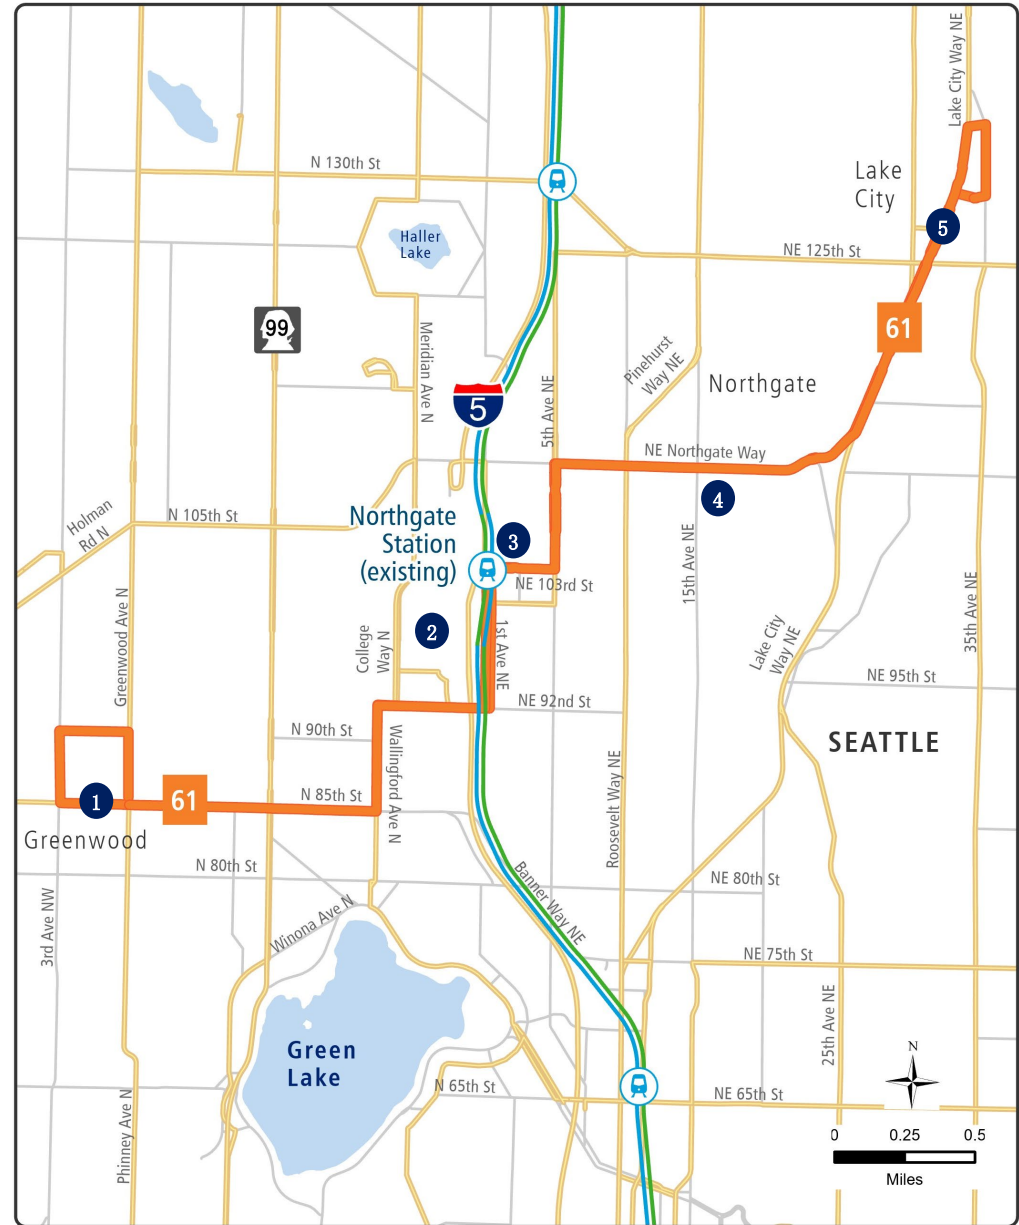 Lake City Way NE
N 130th St
Lake
City
5
Haller
Lake
NE 125th St
99
61
Meridian Ave N
Pinehurst
Way NE
Northgate
5
5th Ave NE
NE Northgate Way
4
Holman
Rd N
N 105th St
Northgate
Station
(existing)
3
15th Ave NE
NE 103rd St
35th Ave NE
Greenwood Ave N
College
Way N
2
1st Ave NE
Lake City
Way NE
NE 95th St
NE 92nd St
N 90th St
Wallingford Ave N
SEATTLE
Roosevelt Way NE
1
61
N 85th St
Greenwood
N 80th St
NE 80th St
Banner Way NE
3rd Ave NW
Winona Ave N
NE 75th St
25th Ave NE
Green
Lake
N
N 65th St
NE 65th St
Phinney Ave N
0 0.25 0.5
Miles